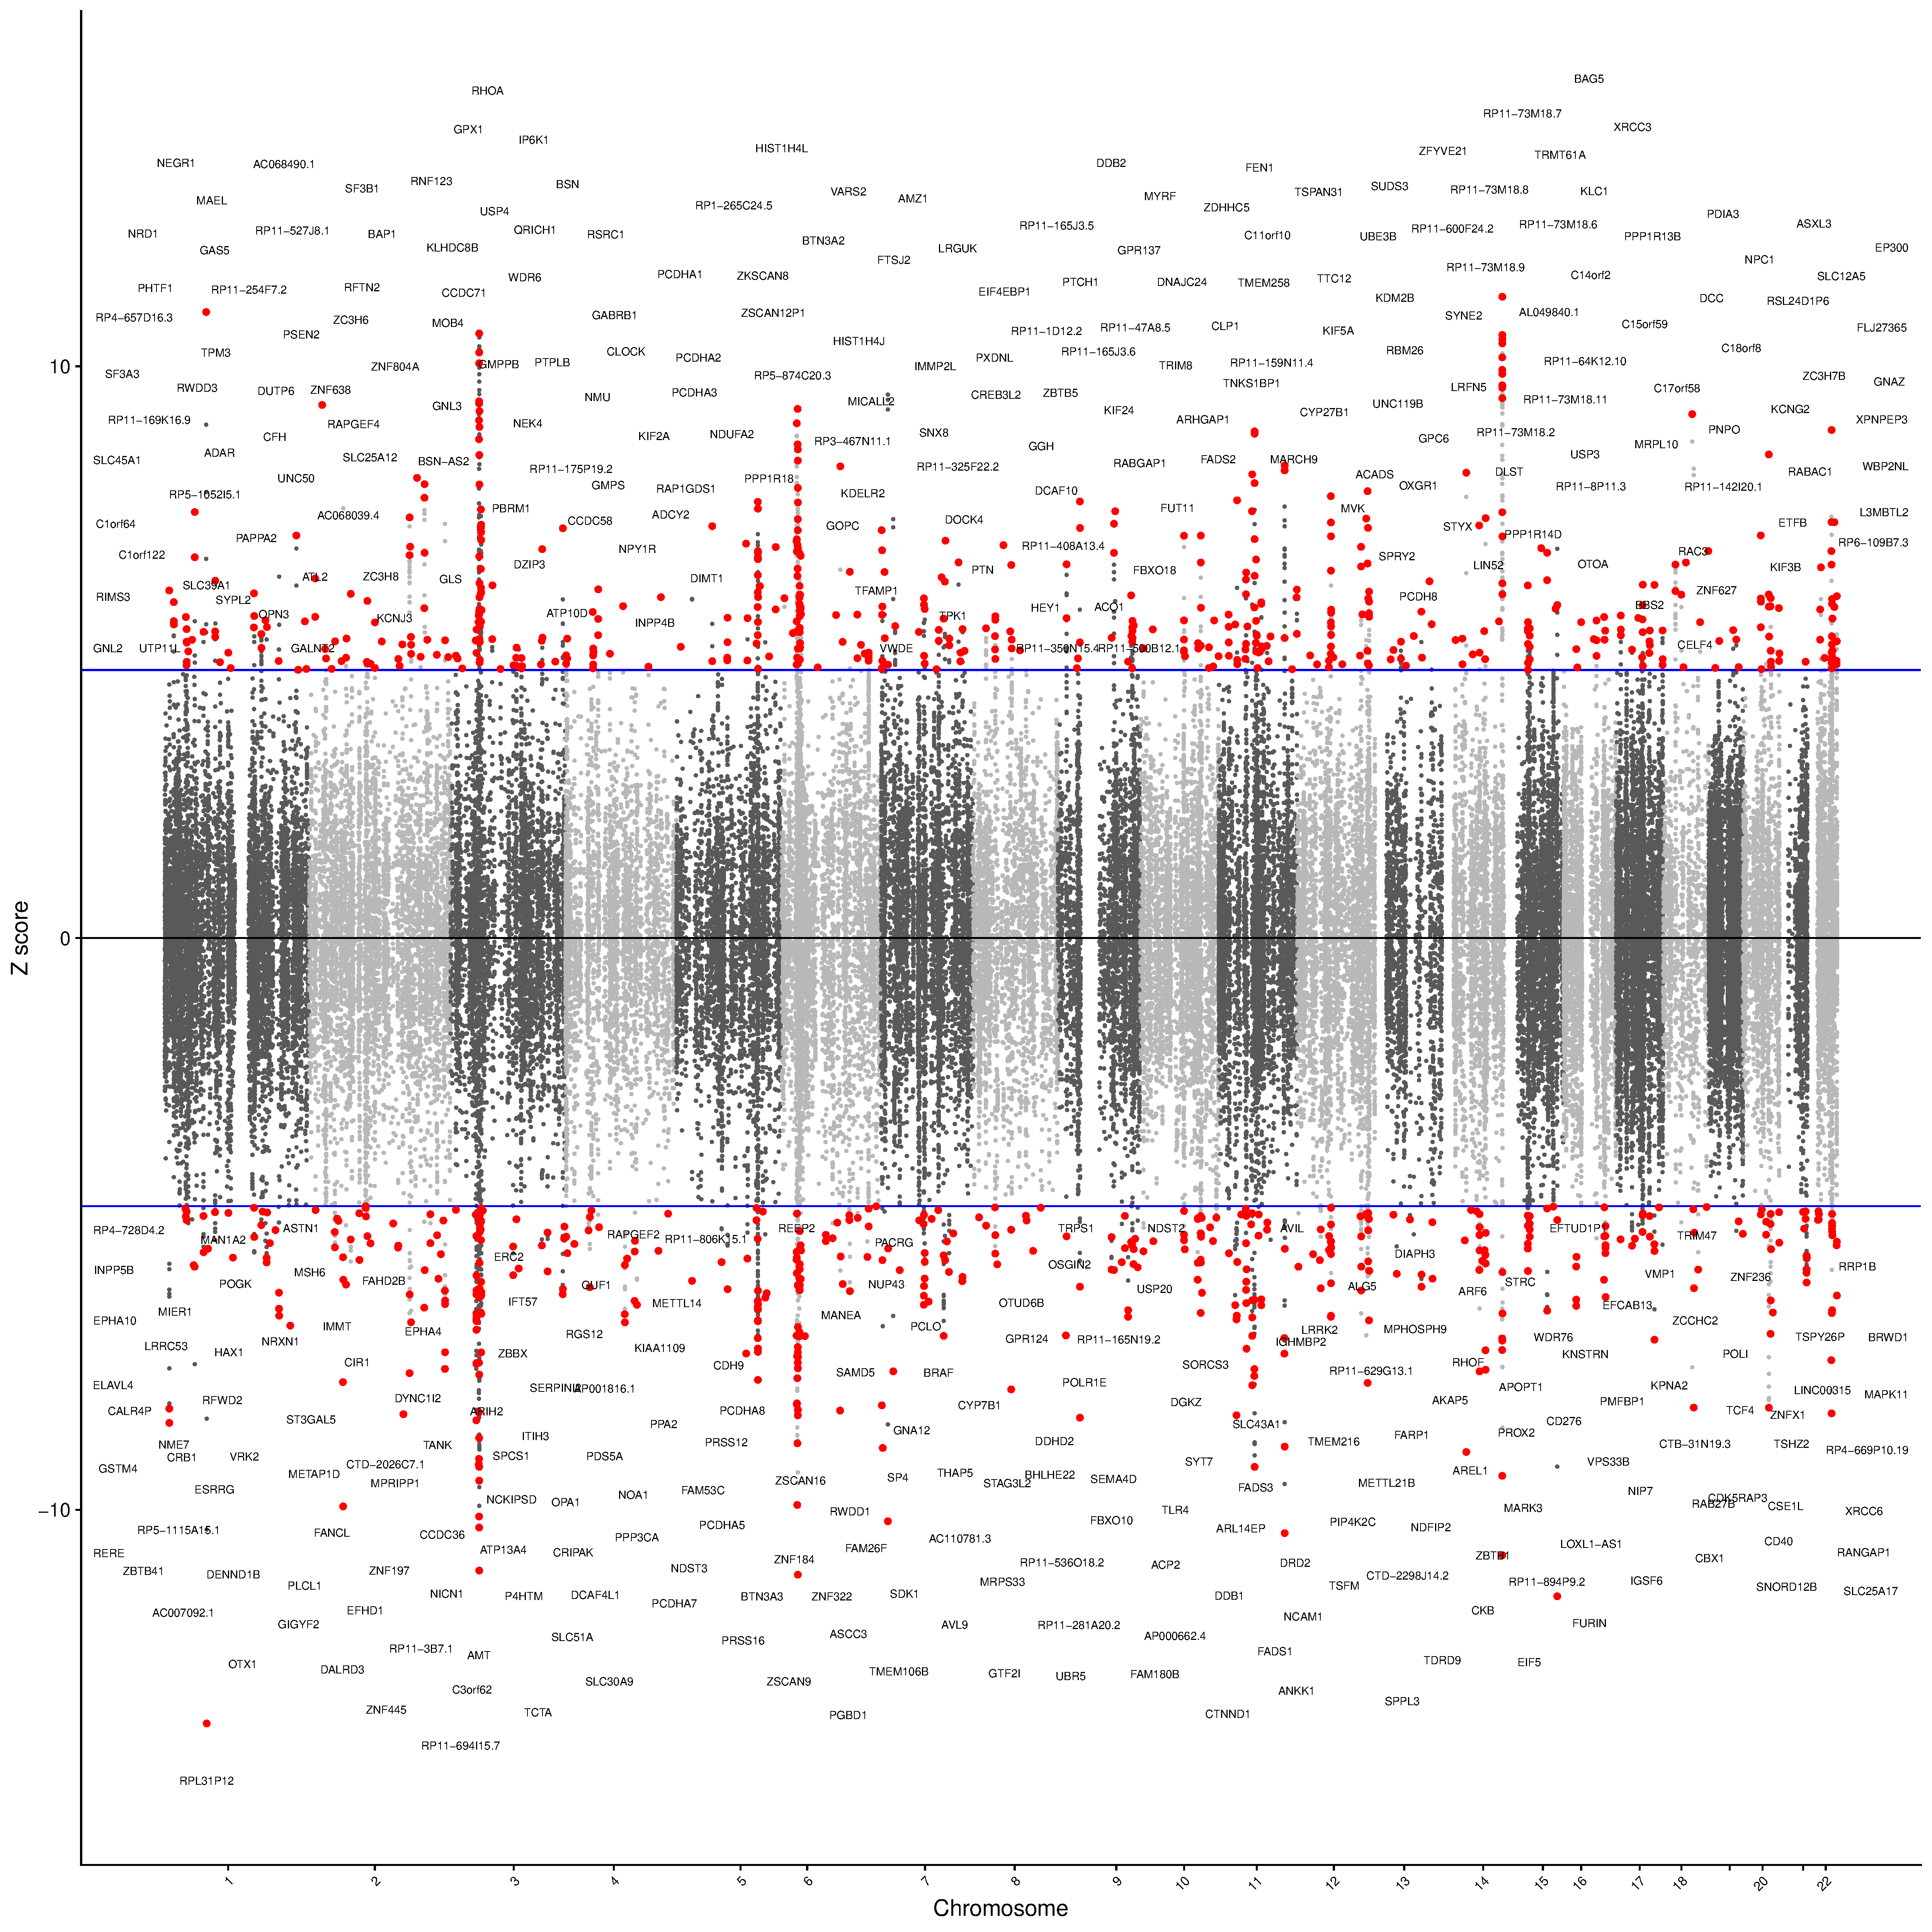 BAG5
RHOA
RP11−73M18.7
GPX1
XRCC3
IP6K1
HIST1H4L
ZFYVE21
TRMT61A
NEGR1
AC068490.1
DDB2
FEN1
RNF123
BSN
SF3B1
VARS2
TSPAN31
SUDS3
RP11−73M18.8
KLC1
MAEL
AMZ1
MYRF
RP1−265C24.5
ZDHHC5
USP4
PDIA3
NRD1
RP11−527J8.1
BAP1
QRICH1
RSRC1
RP11−165J3.5
C11orf10
UBE3B
RP11−600F24.2
RP11−73M18.6
PPP1R13B
ASXL3
GAS5
KLHDC8B
BTN3A2
LRGUK
GPR137
EP300
FTSJ2
NPC1
WDR6
PCDHA1
ZKSCAN8
RP11−73M18.9
C14orf2
SLC12A5
PHTF1
RP11−254F7.2
RFTN2
CCDC71
EIF4EBP1
PTCH1
DNAJC24
TMEM258
TTC12
KDM2B
DCC
RSL24D1P6
RP4−657D16.3
ZC3H6
MOB4
GABRB1
ZSCAN12P1
SYNE2
AL049840.1
C15orf59
FLJ27365
PSEN2
RP11−1D12.2
RP11−47A8.5
CLP1
KIF5A
HIST1H4J
TPM3
CLOCK
PCDHA2
PXDNL
RP11−165J3.6
RBM26
C18orf8
ZNF804A
GMPPB
PTPLB
IMMP2L
TRIM8
RP11−159N11.4
RP11−64K12.10
SF3A3
RP5−874C20.3
ZC3H7B
GNAZ
RWDD3
DUTP6
ZNF638
NMU
PCDHA3
CREB3L2
ZBTB5
TNKS1BP1
LRFN5
C17orf58
RP11−169K16.9
RAPGEF4
GNL3
NEK4
MICALL2
KIF24
ARHGAP1
CYP27B1
UNC119B
RP11−73M18.11
KCNG2
XPNPEP3
CFH
KIF2A
NDUFA2
RP3−467N11.1
SNX8
GGH
GPC6
RP11−73M18.2
MRPL10
PNPO
SLC45A1
ADAR
SLC25A12
BSN−AS2
RP11−175P19.2
RP11−325F22.2
RABGAP1
FADS2
MARCH9
USP3
RABAC1
WBP2NL
UNC50
GMPS
RAP1GDS1
PPP1R18
KDELR2
DCAF10
ACADS
OXGR1
DLST
RP11−8P11.3
RP11−142I20.1
RP5−1052I5.1
PBRM1
ADCY2
FUT11
MVK
L3MBTL2
C1orf64
AC068039.4
CCDC58
GOPC
DOCK4
STYX
PPP1R14D
ETFB
C1orf122
PAPPA2
NPY1R
RP11−408A13.4
SPRY2
RAC3
RP6−109B7.3
SLC39A1
ATL2
ZC3H8
GLS
DZIP3
DIMT1
PTN
FBXO18
LIN52
OTOA
KIF3B
RIMS3
SYPL2
OPN3
KCNJ3
ATP10D
INPP4B
TFAMP1
TPK1
HEY1
ACO1
PCDH8
BBS2
ZNF627
GNL2
UTP11L
GALNT2
VWDE
RP11−350N15.4
RP11−500B12.1
CELF4
10
0
−10
Z score
RP4−728D4.2
MAN1A2
ASTN1
ERC2
RAPGEF2
RP11−806K15.1
REEP2
PACRG
TRPS1
NDST2
AVIL
DIAPH3
EFTUD1P1
TRIM47
INPP5B
POGK
MSH6
FAHD2B
GUF1
NUP43
OSGIN2
USP20
ALG5
ARF6
STRC
VMP1
ZNF236
RRP1B
EPHA10
MIER1
IMMT
EPHA4
IFT57
METTL14
MANEA
OTUD6B
EFCAB13
LRRC53
HAX1
NRXN1
RGS12
KIAA1109
PCLO
GPR124
RP11−165N19.2
IGHMBP2
LRRK2
MPHOSPH9
WDR76
ZCCHC2
TSPY26P
BRWD1
CIR1
ZBBX
CDH9
SAMD5
BRAF
SORCS3
RP11−629G13.1
RHOF
KNSTRN
POLI
ELAVL4
RFWD2
DYNC1I2
AP001816.1
CYP7B1
POLR1E
DGKZ
AKAP5
APOPT1
KPNA2
LINC00315
MAPK11
CALR4P
ST3GAL5
ARIH2
PPA2
PCDHA8
GNA12
SLC43A1
CD276
PMFBP1
TCF4
ZNFX1
NME7
CRB1
VRK2
TANK
ITIH3
PRSS12
DDHD2
TMEM216
FARP1
PROX2
CTB−31N19.3
TSHZ2
RP4−669P10.19
GSTM4
METAP1D
CTD−2026C7.1
SPCS1
PDS5A
ZSCAN16
SP4
THAP5
BHLHE22
SEMA4D
SYT7
AREL1
VPS33B
ESRRG
MPRIPP1
NCKIPSD
OPA1
NOA1
FAM53C
RWDD1
STAG3L2
TLR4
FADS3
METTL21B
MARK3
NIP7
RAB27B
CDK5RAP3
CSE1L
XRCC6
RP5−1115A15.1
FANCL
CCDC36
PPP3CA
PCDHA5
AC110781.3
FBXO10
ARL14EP
PIP4K2C
NDFIP2
LOXL1−AS1
CD40
RERE
ATP13A4
CRIPAK
FAM26F
ZBTB1
CBX1
RANGAP1
ZBTB41
DENND1B
ZNF197
NDST3
ZNF184
RP11−536O18.2
ACP2
DRD2
CTD−2298J14.2
PLCL1
NICN1
P4HTM
DCAF4L1
BTN3A3
ZNF322
SDK1
MRPS33
DDB1
TSFM
RP11−894P9.2
IGSF6
SNORD12B
SLC25A17
AC007092.1
GIGYF2
EFHD1
PCDHA7
AVL9
RP11−281A20.2
NCAM1
CKB
FURIN
OTX1
DALRD3
RP11−3B7.1
AMT
SLC51A
PRSS16
ASCC3
AP000662.4
FADS1
TDRD9
EIF5
ZNF445
C3orf62
TCTA
SLC30A9
ZSCAN9
TMEM106B
GTF2I
UBR5
FAM180B
ANKK1
SPPL3
RP11−694I15.7
PGBD1
CTNND1
RPL31P12
1 2 3 4 5 6 7 8 9 10 11 12 13 14 15 16 17 18 20 22
Chromosome